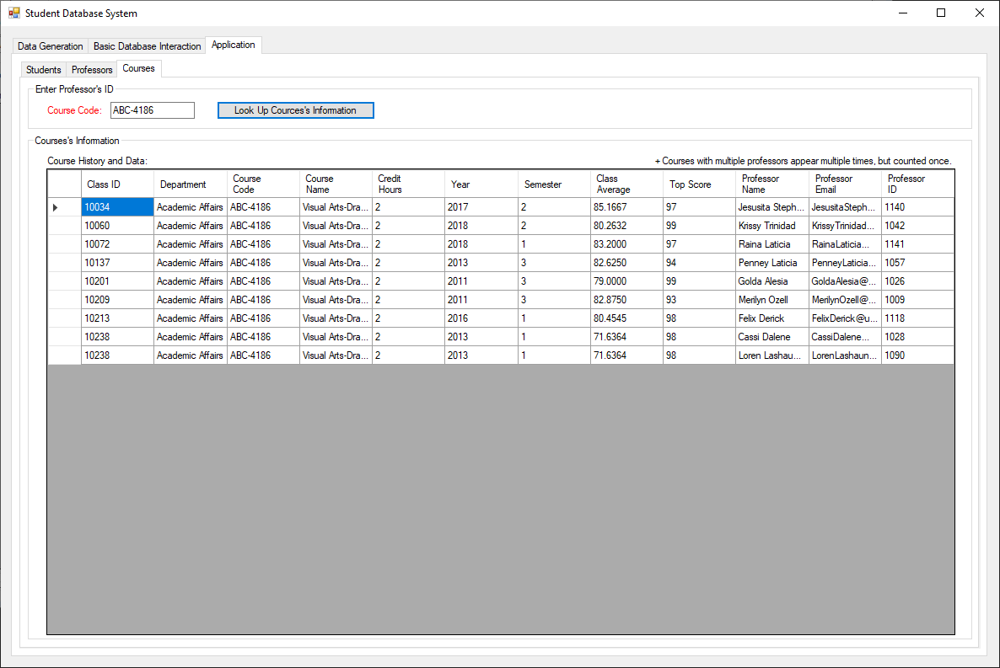 Student Database System
Data Generation Basic Database Interaction Application
Students Professors Courses
Enter Professor's ID
Course Code: ABC-4186 Look Up Cources's Information
Courses's Information
Course History and Data: + Courses with multiple professors appear multiple times, but counted once.
Class ID Department Course Code Course Name Credit Hours Year Semester Class Average Top Score Professor Name Professor Email Professor ID
10034 Academic Affairs ABC-4186 Visual Arts-Dra... 2 2017 2 85.1667 97 Jesusita Steph... JesusitaSteph... 1140
10060 Academic Affairs ABC-4186 Visual Arts-Dra... 2 2018 2 80.2632 99 Krissy Trinidad KrissyTrinidad... 1042
10072 Academic Affairs ABC-4186 Visual Arts-Dra... 2 2018 1 83.2000 97 Raina Laticia RainaLaticia... 1141
10137 Academic Affairs ABC-4186 Visual Arts-Dra... 2 2013 3 82.6250 94 Penney Laticia PenneyLaticia... 1057
10201 Academic Affairs ABC-4186 Visual Arts-Dra... 2 2011 3 79.0000 99 Golda Alesia GoldaAlesia@... 1026
10209 Academic Affairs ABC-4186 Visual Arts-Dra... 2 2011 3 82.8750 93 Merilyn Ozell MerilynOzell@... 1009
10213 Academic Affairs ABC-4186 Visual Arts-Dra... 2 2016 1 80.4545 98 Felix Derick FelixDerick@u... 1118
10238 Academic Affairs ABC-4186 Visual Arts-Dra... 2 2013 1 71.6364 98 Cassi Dalene CassiDalene... 1028
10238 Academic Affairs ABC-4186 Visual Arts-Dra... 2 2013 1 71.6364 98 Loren Lashau... LorenLashaun... 1090